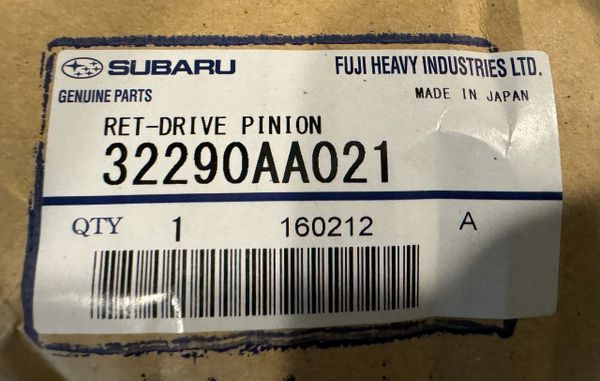 SUBARU FUJI HEAVY INDUSTRIES LTD.
GENUINE PARTS MADE IN JAPAN
RET-DRIVE PINION
32290AA021
QTY 1 160212 A